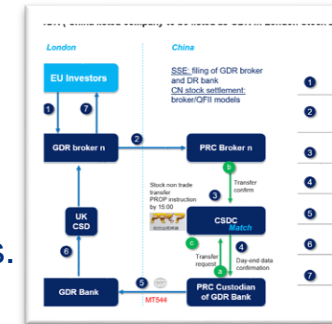 London
China
SSE: filing of GDR broker
and DR bank
CN stock settlement:
broker/QFII models
EU Investors
1
7
1
2
GDR broker n
2
PRC Broker n
b
3
Stock non trade
transfer
PROP instruction
by 15:00
3
Transfer
confirm
4
UK
CSD
CSDC
Match
5
c
4
6
Transfer
request
Day-end data
confirmation
6
a
s.
5
7
GDR Bank
MT544
PRC Custodian
of GDR Bank